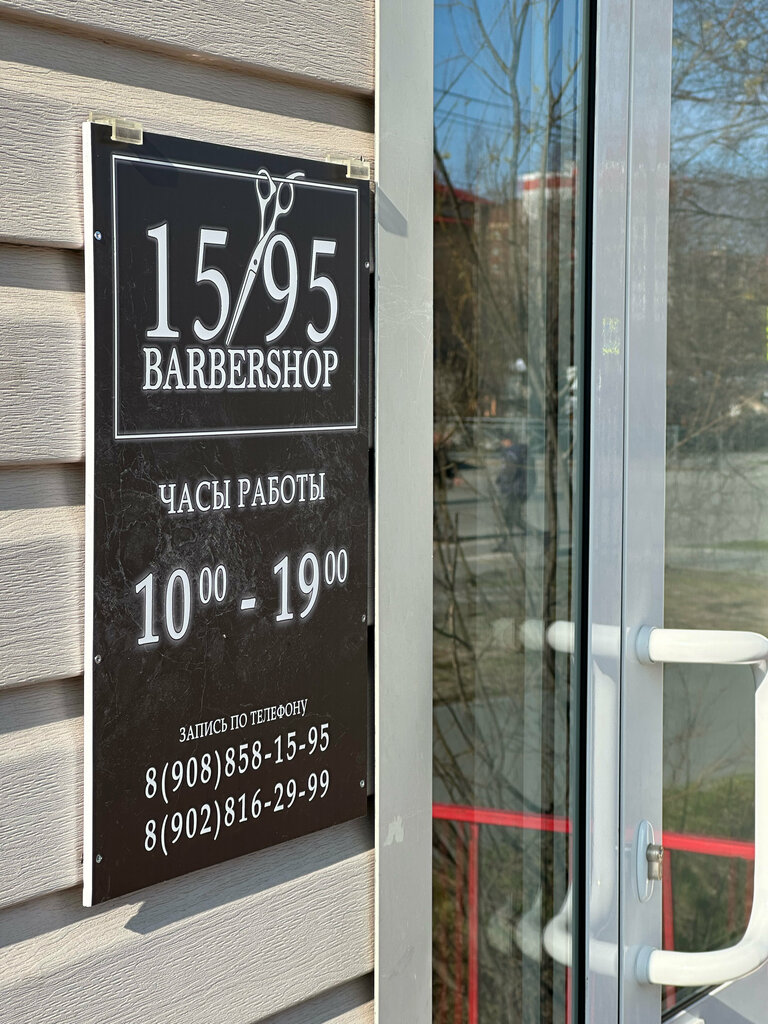 15 95
BARBERSHOP
ЧАСЫ РАБОТЫ
10⁰⁰ - 19⁰⁰
ЗАПИСЬ ПО ТЕЛЕФОНУ
8(908)858-15-95
8(902)816-29-99